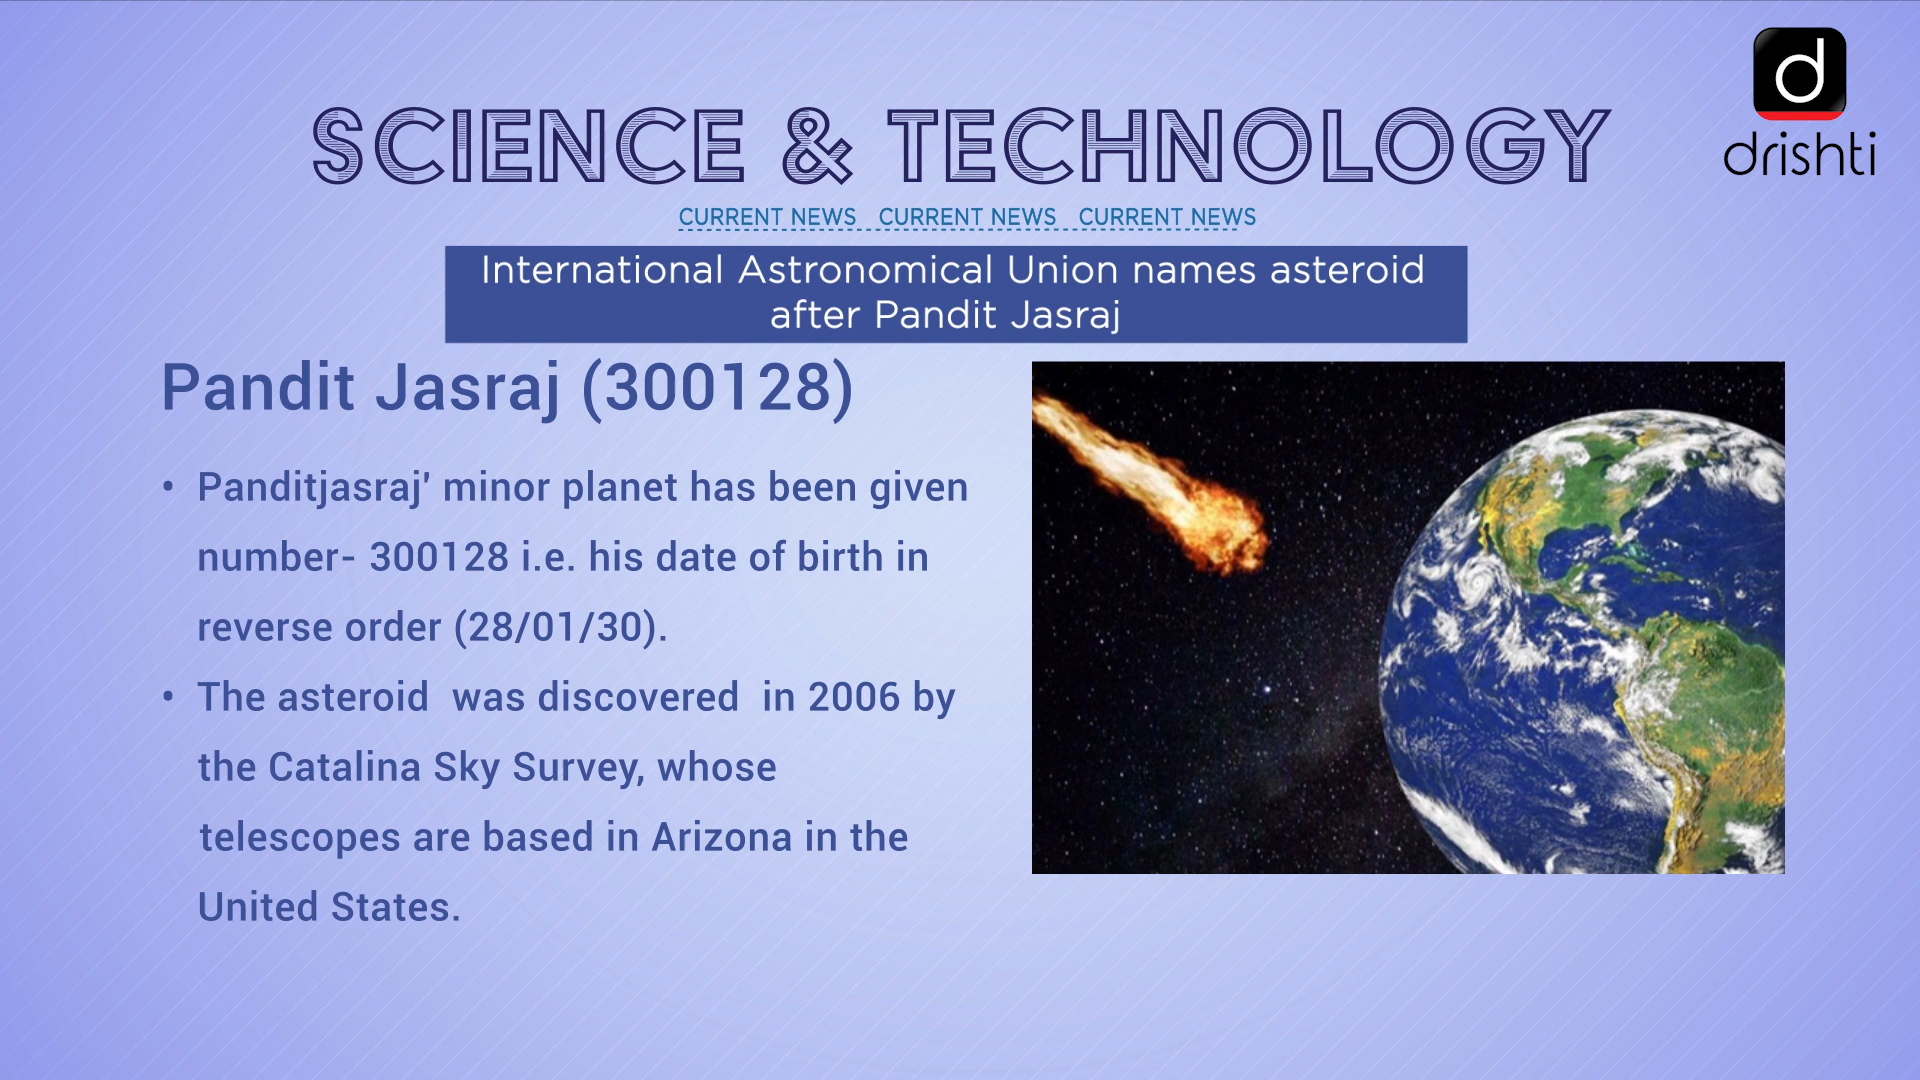 d
drishti
SCIENCE & TECHNOLOGY
CURRENT NEWS CURRENT NEWS CURRENT NEWS
International Astronomical Union names asteroid
after Pandit Jasraj
Pandit Jasraj (300128)
• Panditjasraj' minor planet has been given
number- 300128 i.e. his date of birth in
reverse order (28/01/30).
• The asteroid  was discovered  in 2006 by
the Catalina Sky Survey, whose
telescopes are based in Arizona in the
United States.